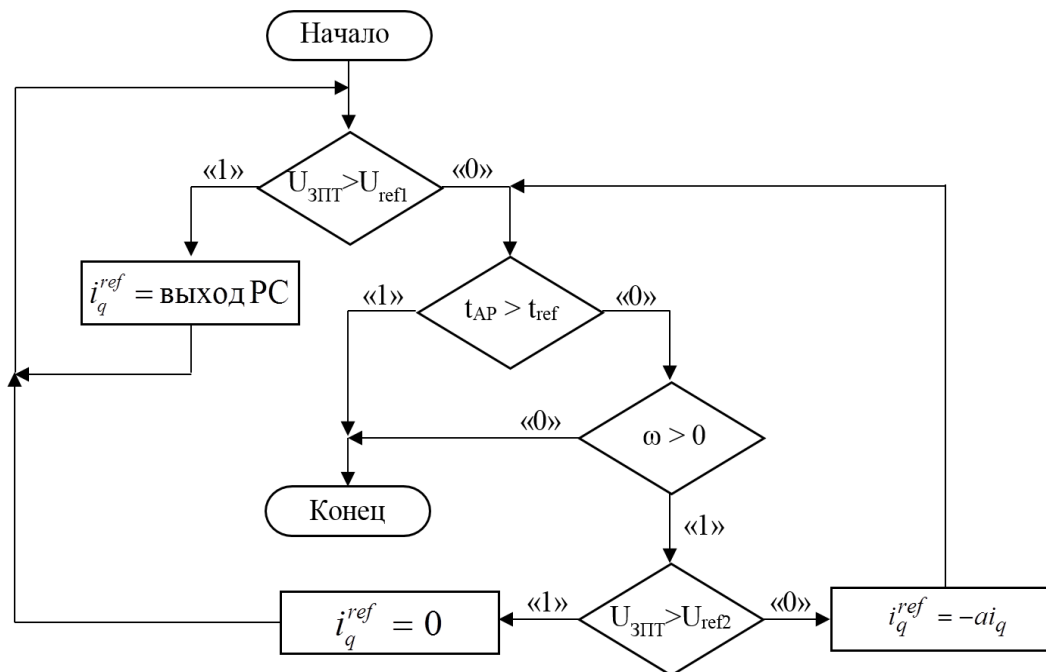 Начало
«1»
U_ЗПТ>U_ref1
«0»
i_q^ref = выход РС
«1»
t_АР > t_ref
«0»
«0»
ω > 0
Конец
«1»
i_q^ref = 0
«1»
U_ЗПТ>U_ref2
«0»
i_q^ref = −ai_q